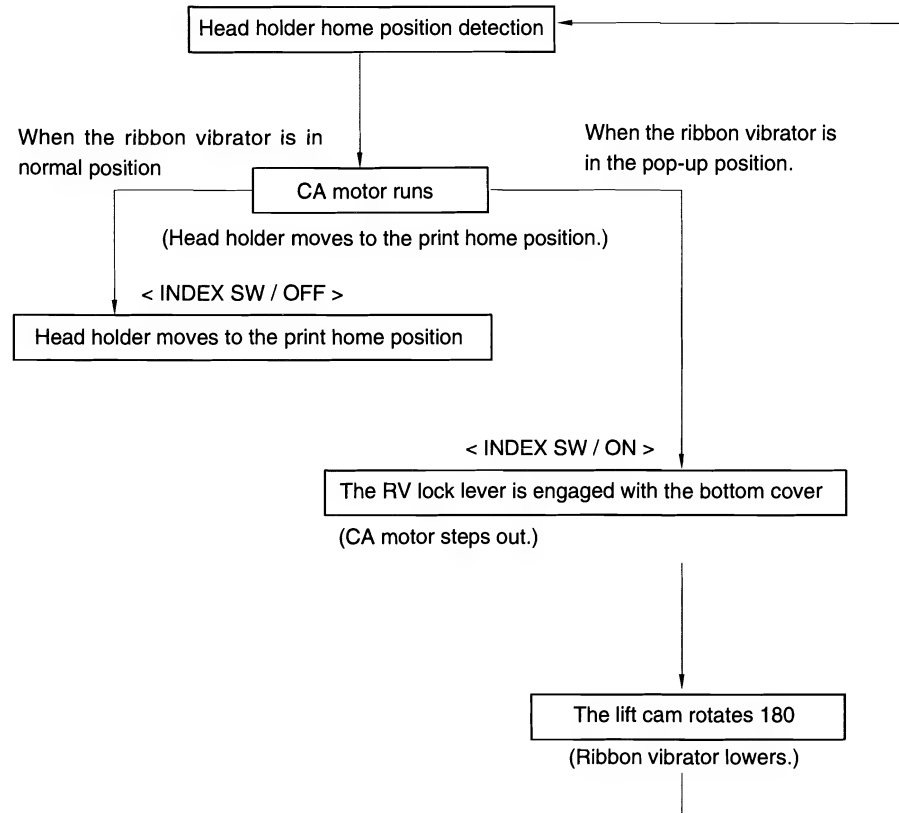 Head holder home position detection
When the ribbon vibrator is in
normal position
When the ribbon vibrator is
in the pop-up position.
CA motor runs
(Head holder moves to the print home position.)
< INDEX SW / OFF >
Head holder moves to the print home position
< INDEX SW / ON >
The RV lock lever is engaged with the bottom cover
(CA motor steps out.)
The lift cam rotates 180
(Ribbon vibrator lowers.)